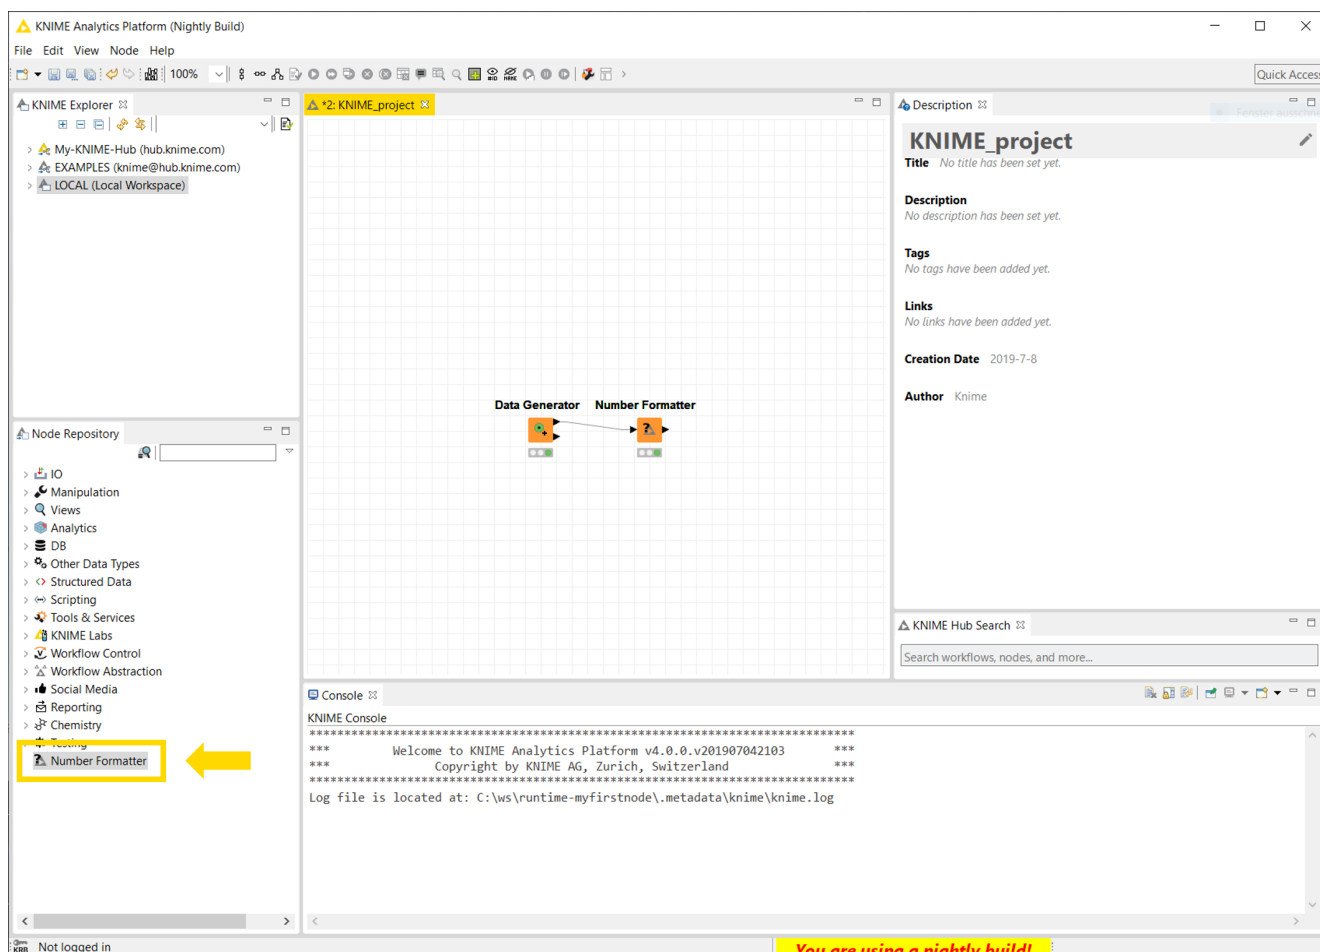 KNIME Analytics Platform (Nightly Build)
File Edit View Node Help
100%
Quick Access
KNIME Explorer
My-KNIME-Hub (hub.knime.com)
EXAMPLES (knime@hub.knime.com)
LOCAL (Local Workspace)
Node Repository
IO
Manipulation
Views
Analytics
DB
Other Data Types
Structured Data
Scripting
Tools & Services
KNIME Labs
Workflow Control
Workflow Abstraction
Social Media
Reporting
Chemistry
Testing
Number Formatter
*2: KNIME_project
Data Generator Number Formatter
Description
KNIME_project
Title No title has been set yet.
Description
No description has been set yet.
Tags
No tags have been added yet.
Links
No links have been added yet.
Creation Date 2019-7-8
Author Knime
KNIME Hub Search
Search workflows, nodes, and more...
Console
KNIME Console
******************************************************************************
*** Welcome to KNIME Analytics Platform v4.0.0.v201907042103 ***
*** Copyright by KNIME AG, Zurich, Switzerland ***
******************************************************************************
Log file is located at: C:\ws\runtime-myfirstnode\.metadata\knime\knime.log
KRB Not logged in
You are using a nightly build!